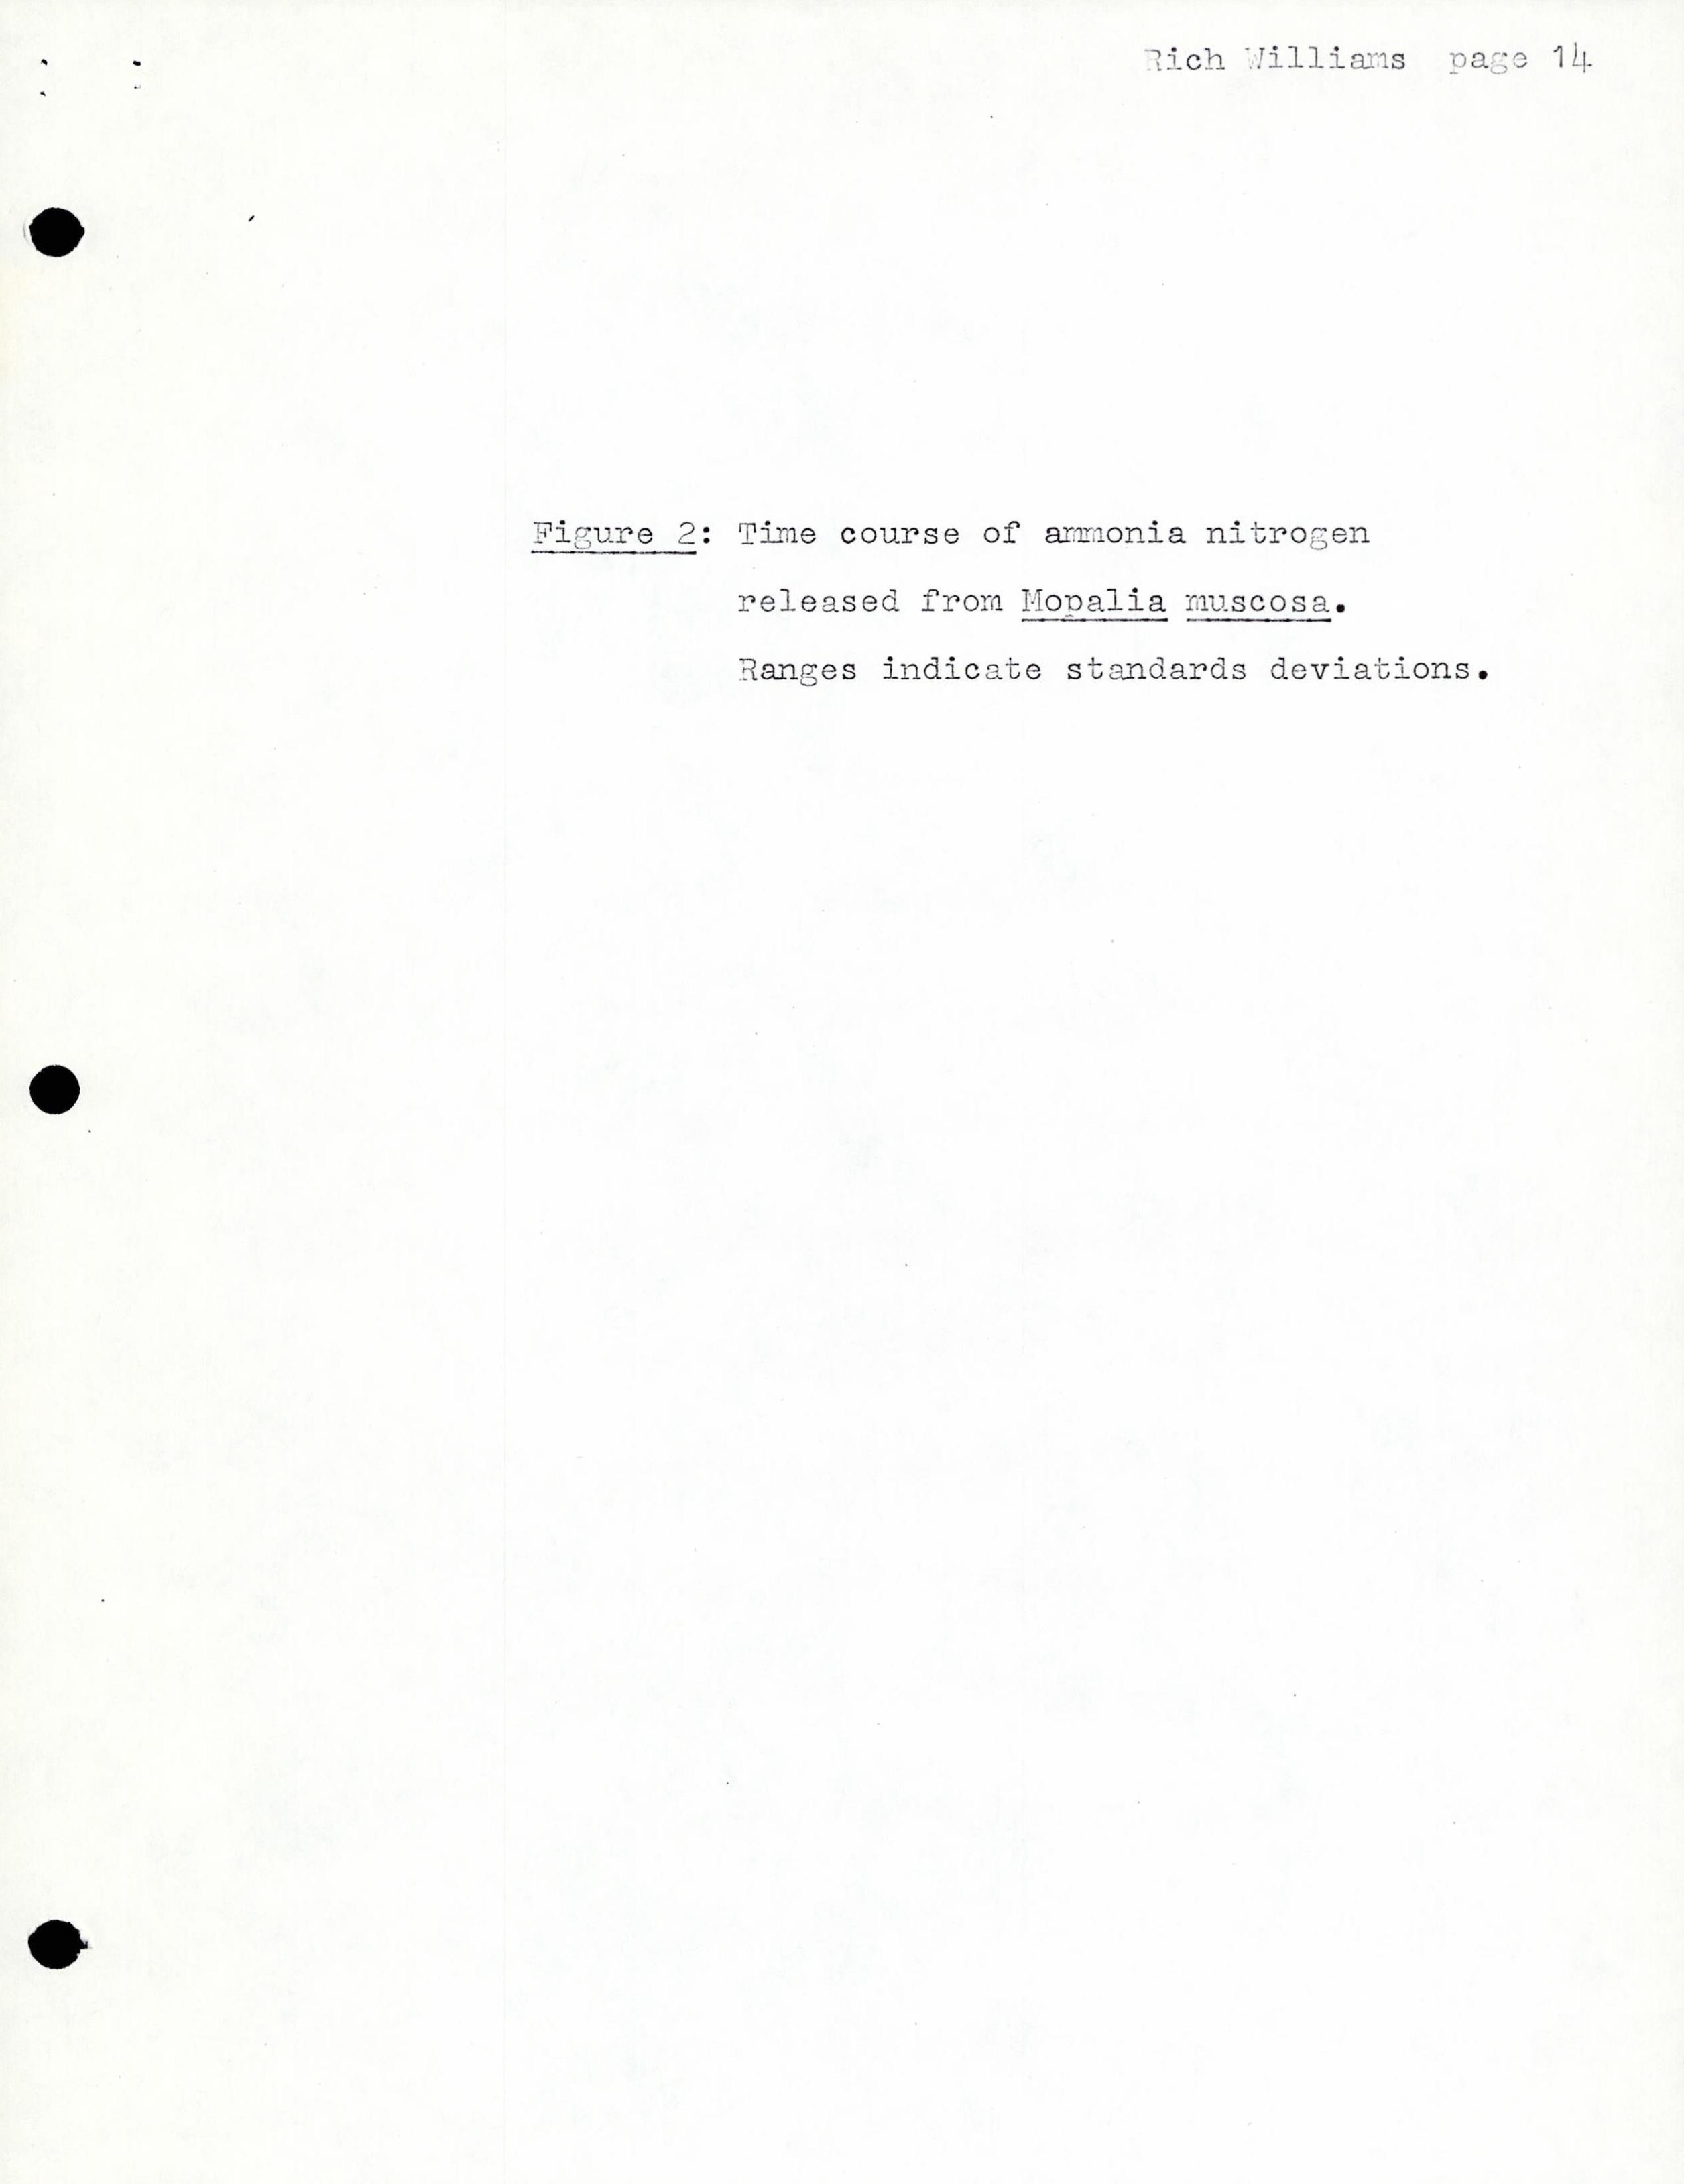 Rich Williams page 14
Figure 2: Time course of ammonia nitrogen
released from Mopalia muscosa.
Ranges indicate standards deviations.